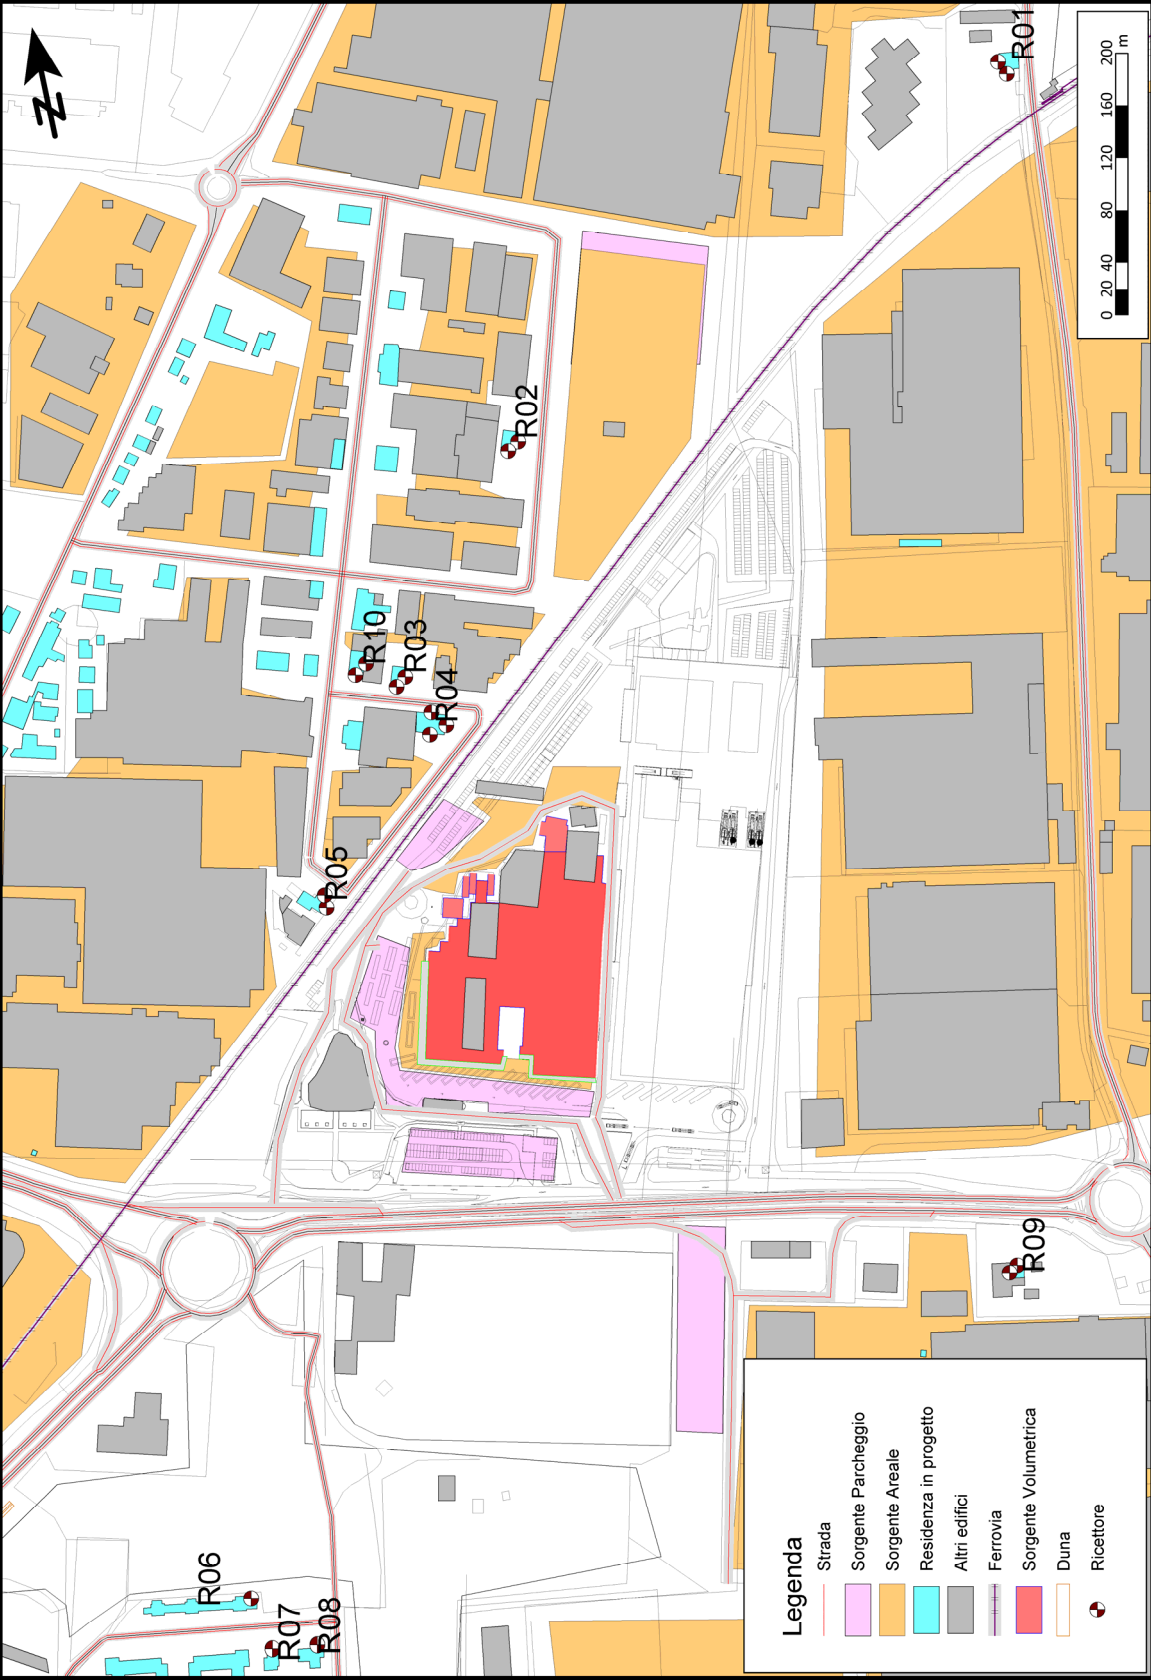 R01
R02
R10
R03
R04
R05
R09
R06
R07
R08
0 20 40 80 120 160 200
m
Legenda
Strada
Sorgente Parcheggio
Sorgente Areale
Residenza in progetto
Altri edifici
Ferrovia
Sorgente Volumetrica
Duna
Ricettore